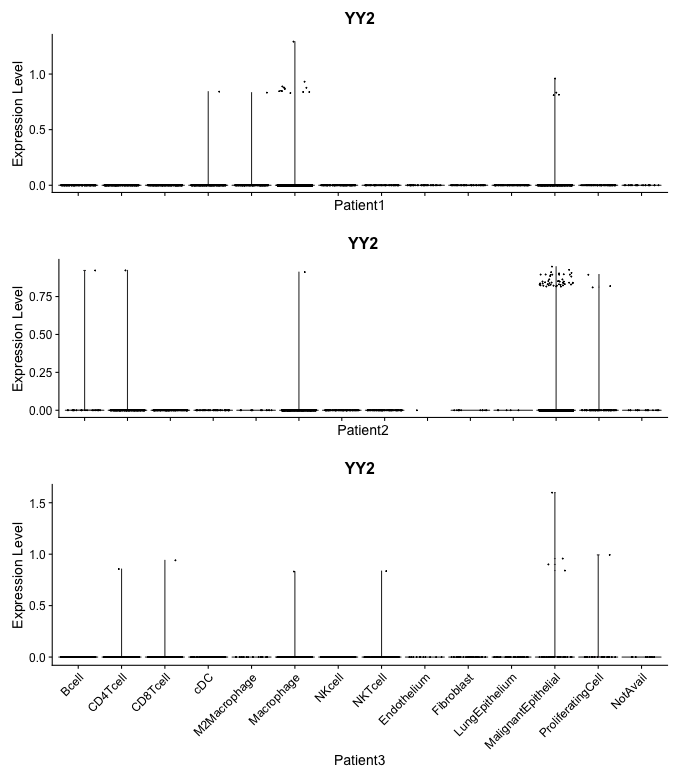 YY2
Expression Level
1.0
0.5
0.0
Patient1
YY2
Expression Level
0.75
0.50
0.25
0.00
Patient2
YY2
Expression Level
1.5
1.0
0.5
0.0
Bcell
CD4Tcell
CD8Tcell
cDC
M2Macrophage
Macrophage
NKcell
NKTcell
Endothelium
Fibroblast
LungEpithelium
MalignantEpithelial
ProliferatingCell
NotAvail
Patient3